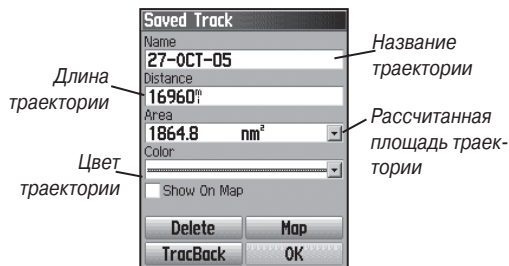 Saved Track
Name
27-OCT-05
Distance
16960m
Area
1864.8 nm²
Color
Show On Map
Delete Map
TracBack OK
Длина
траектории
Цвет
траектории
Название
траектории
Рассчитанная
площадь траек-
тории